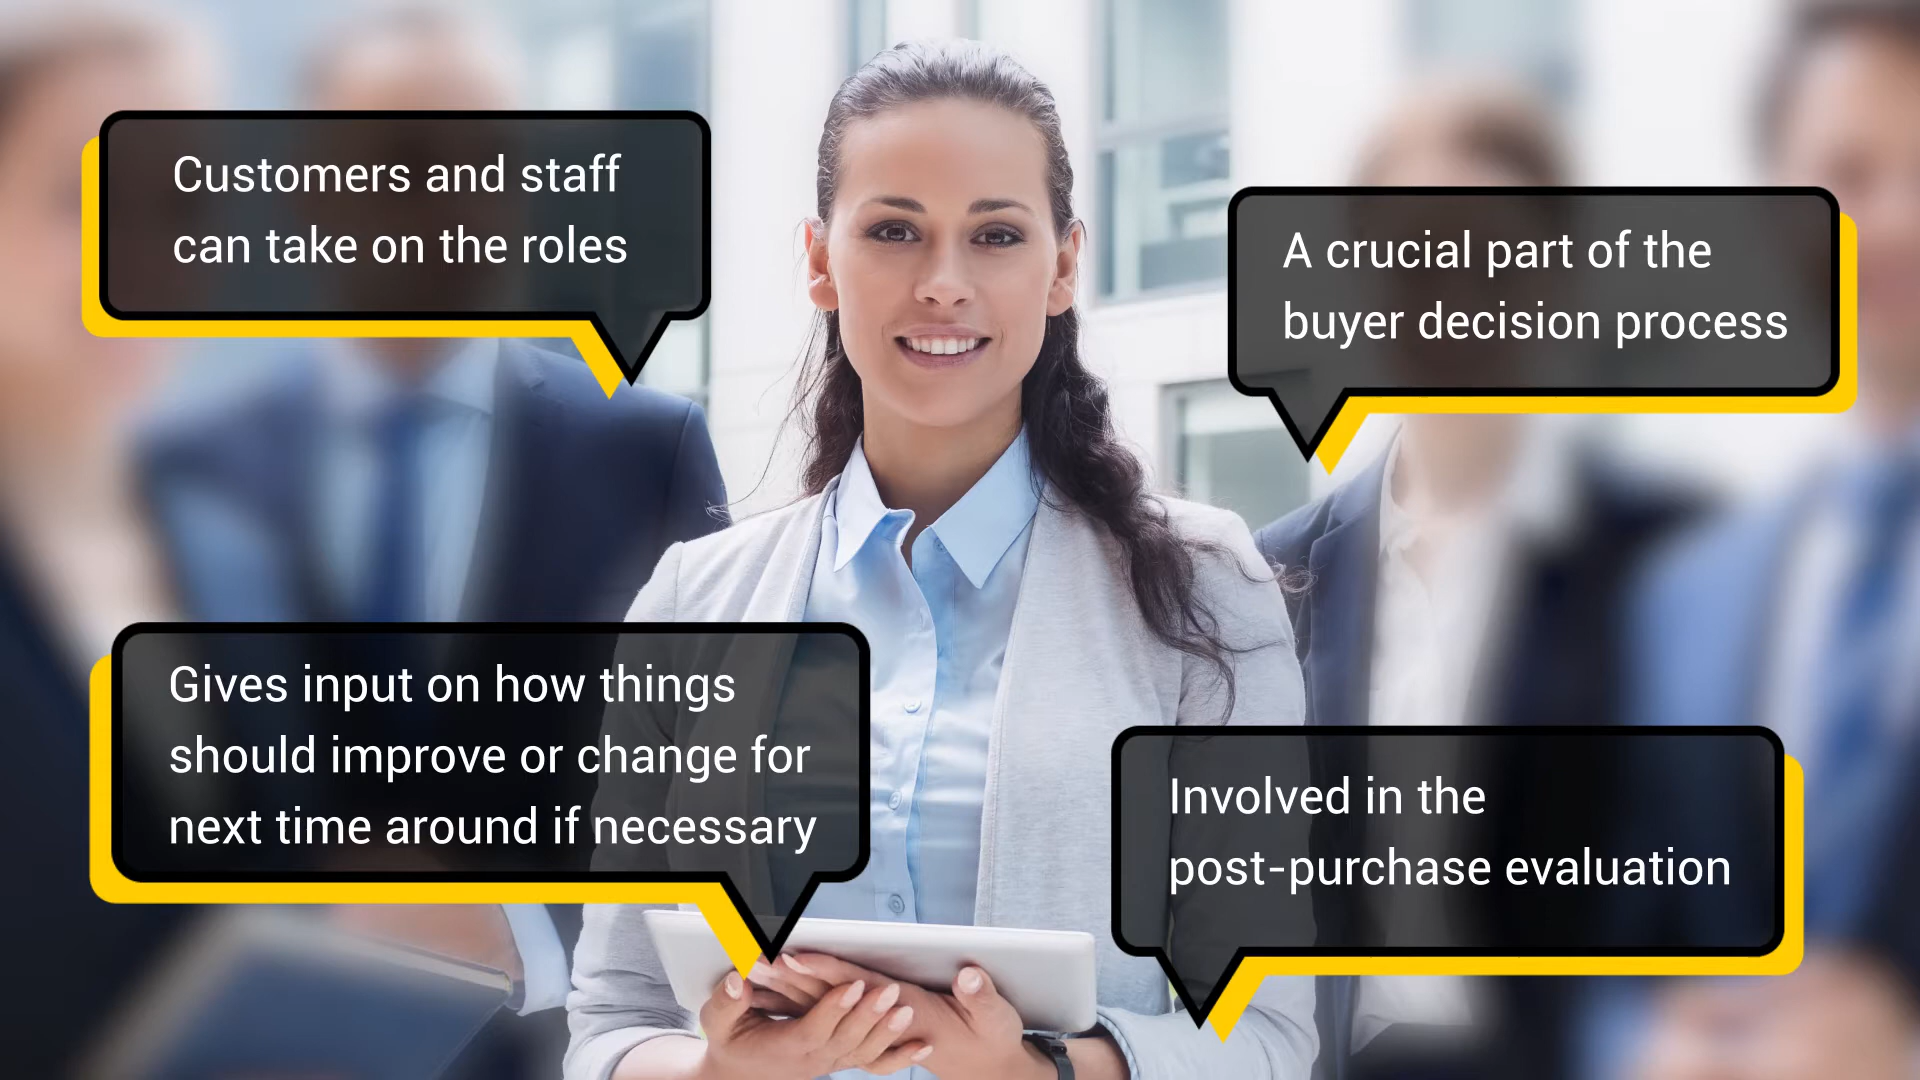 Customers and staff
can take on the roles
A crucial part of the
buyer decision process
Gives input on how things
should improve or change for
next time around if necessary
Involved in the
post-purchase evaluation